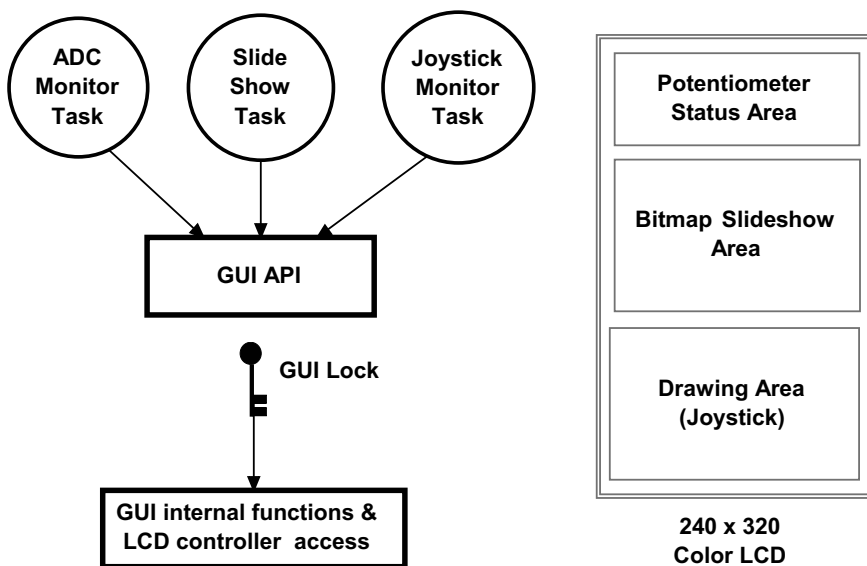 ADC
Monitor
Task
Slide
Show
Task
Joystick
Monitor
Task
GUI API
GUI Lock
GUI internal functions &
LCD controller access
Potentiometer
Status Area
Bitmap Slideshow
Area
Drawing Area
(Joystick)
240 x 320
Color LCD